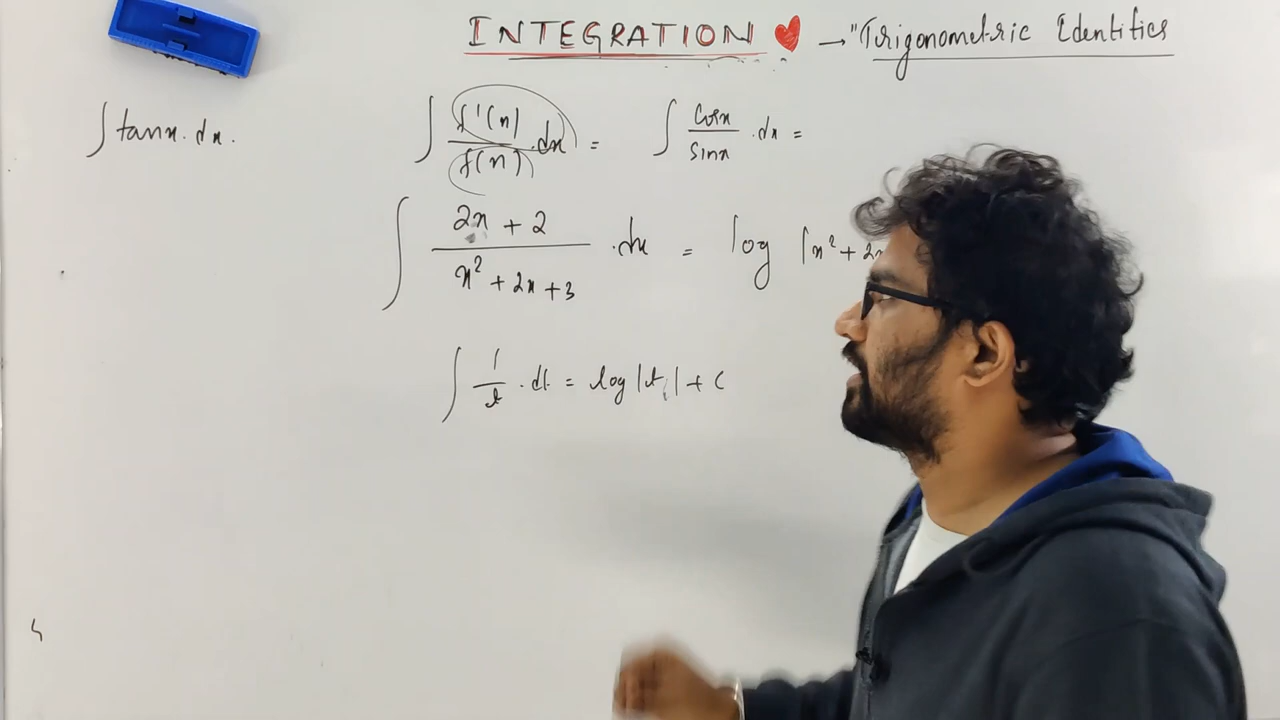 INTEGRATION ❤ → "Trigonometric Identities
∫ tanx. dx. ∫ f'(x)/f(x) .dx = ∫ cosx/sinx .dx =
∫ 2x + 2 / x² + 2x + 3 .dx = log |x² + 2x
∫ 1/t . dt = log |t| + c